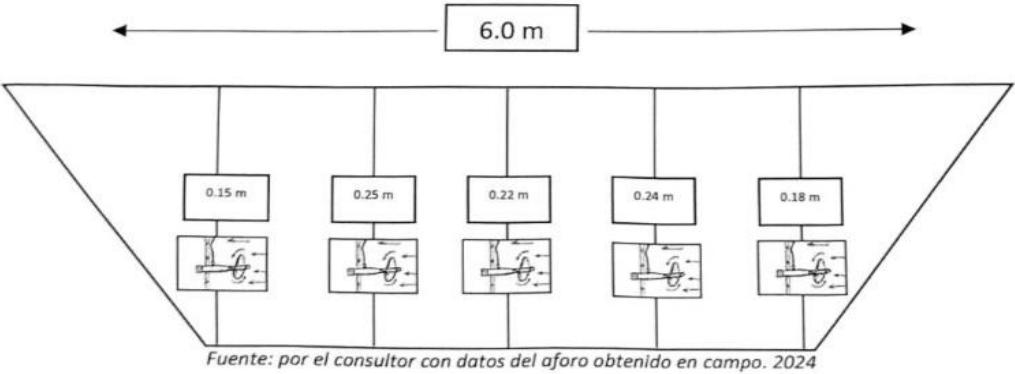 6.0 m
0.15 m
0.25 m
0.22 m
0.24 m
0.18 m
Fuente: por el consultor con datos del aforo obtenido en campo. 2024